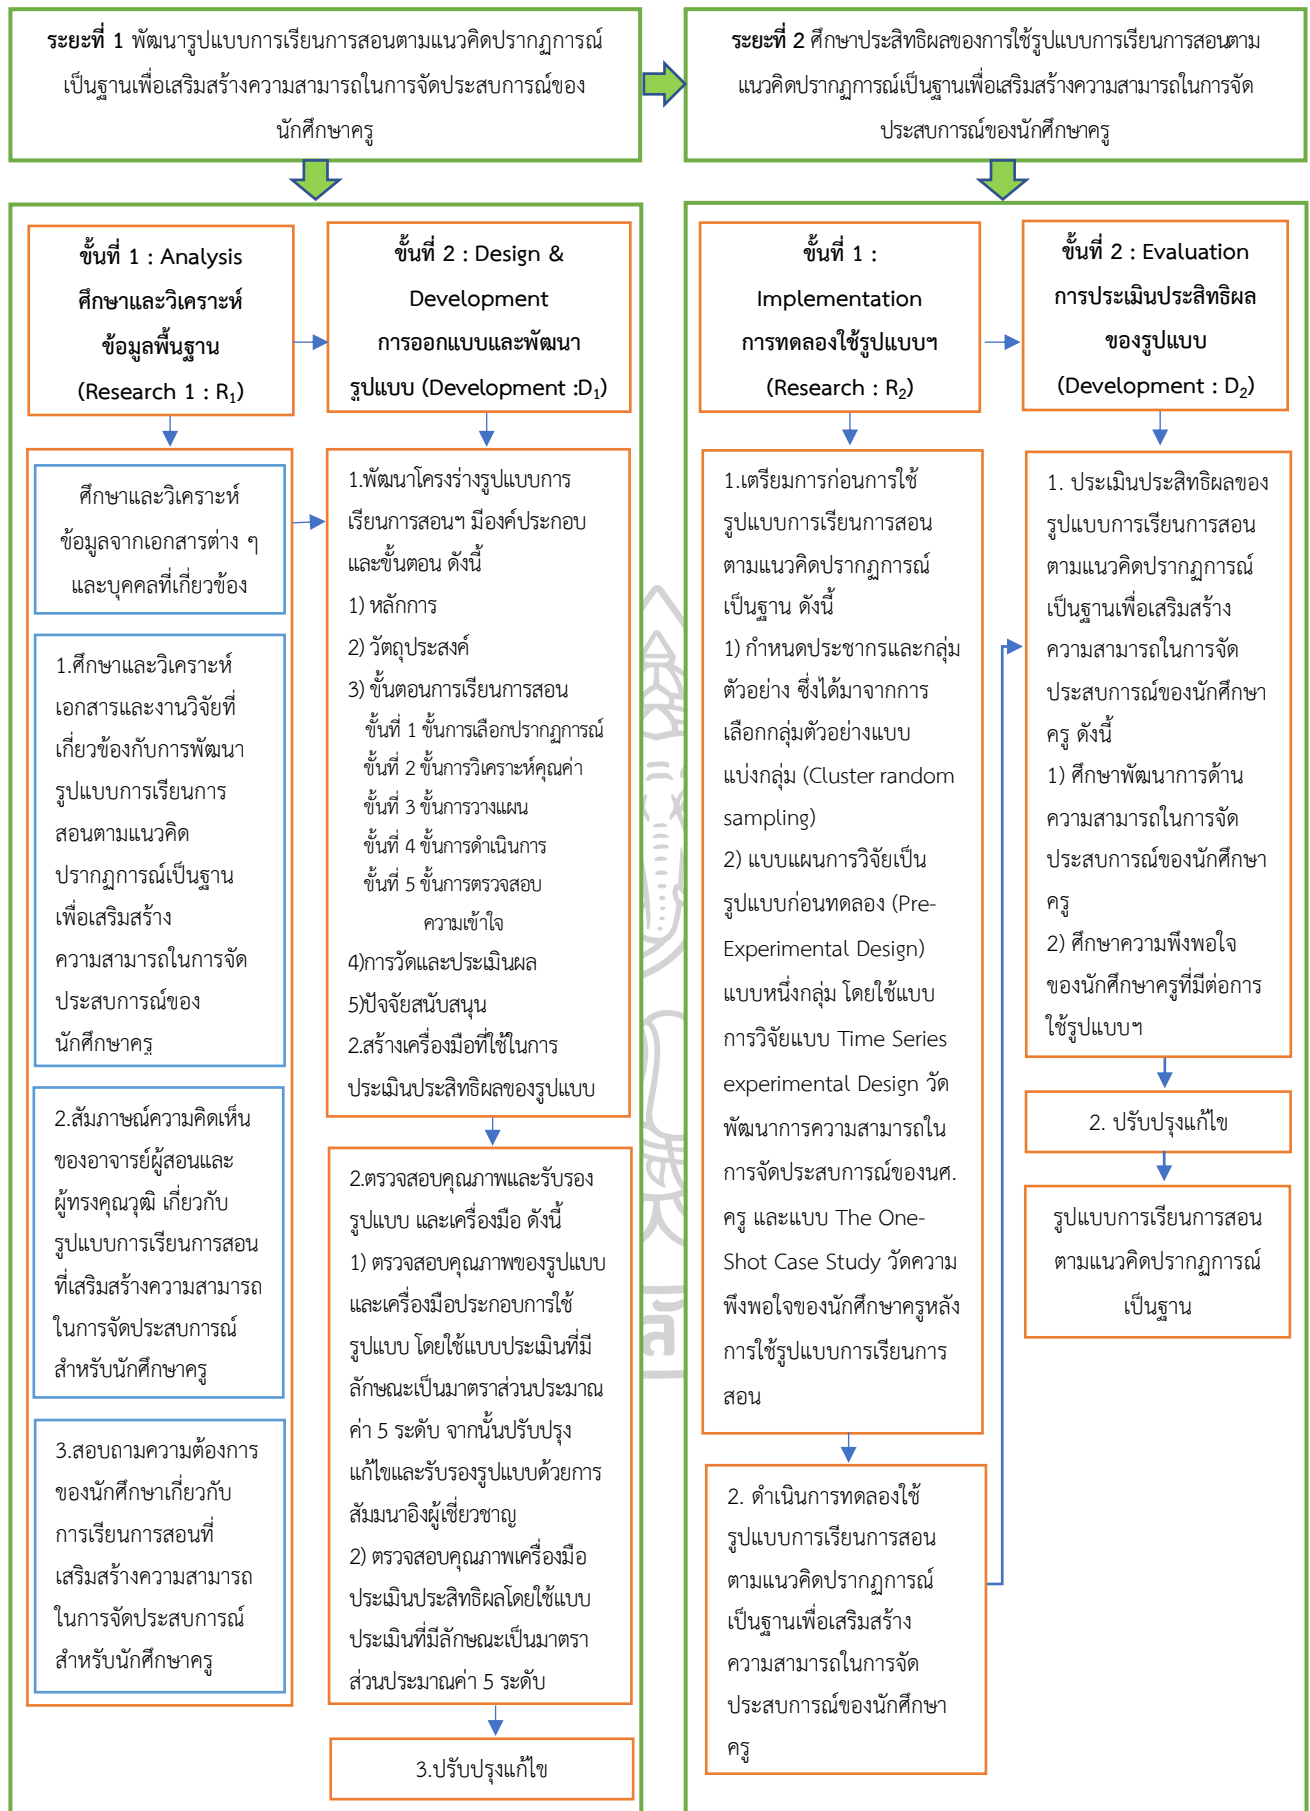 ระยะที่ 1 พัฒนารูปแบบการเรียนการสอนตามแนวคิดปรากฏการณ์
เป็นฐานเพื่อเสริมสร้างความสามารถในการจัดประสบการณ์ของ
นักศึกษาครู
ระยะที่ 2 ศึกษาประสิทธิผลของการใช้รูปแบบการเรียนการสอนตาม
แนวคิดปรากฏการณ์เป็นฐานเพื่อเสริมสร้างความสามารถในการจัด
ประสบการณ์ของนักศึกษาครู
ขั้นที่ 1 : Analysis
ศึกษาและวิเคราะห์
ข้อมูลพื้นฐาน
(Research 1 : R₁)
ขั้นที่ 2 : Design &
Development
การออกแบบและพัฒนา
รูปแบบ (Development :D₁)
ขั้นที่ 1 :
Implementation
การทดลองใช้รูปแบบฯ
(Research : R₂)
ขั้นที่ 2 : Evaluation
การประเมินประสิทธิผล
ของรูปแบบ
(Development : D₂)
ศึกษาและวิเคราะห์
ข้อมูลจากเอกสารต่าง ๆ
และบุคคลที่เกี่ยวข้อง
1.ศึกษาและวิเคราะห์
เอกสารและงานวิจัยที่
เกี่ยวข้องกับการพัฒนา
รูปแบบการเรียนการ
สอนตามแนวคิด
ปรากฏการณ์เป็นฐาน
เพื่อเสริมสร้าง
ความสามารถในการจัด
ประสบการณ์ของ
นักศึกษาครู
2.สัมภาษณ์ความคิดเห็น
ของอาจารย์ผู้สอนและ
ผู้ทรงคุณวุฒิ เกี่ยวกับ
รูปแบบการเรียนการสอน
ที่เสริมสร้างความสามารถ
ในการจัดประสบการณ์
สำหรับนักศึกษาครู
3.สอบถามความต้องการ
ของนักศึกษาเกี่ยวกับ
การเรียนการสอนที่
เสริมสร้างความสามารถ
ในการจัดประสบการณ์
สำหรับนักศึกษาครู
1.พัฒนาโครงร่างรูปแบบการ
เรียนการสอนฯ มีองค์ประกอบ
และขั้นตอน ดังนี้
1) หลักการ
2) วัตถุประสงค์
3) ขั้นตอนการเรียนการสอน
ขั้นที่ 1 ขั้นการเลือกปรากฏการณ์
ขั้นที่ 2 ขั้นการวิเคราะห์คุณค่า
ขั้นที่ 3 ขั้นการวางแผน
ขั้นที่ 4 ขั้นการดำเนินการ
ขั้นที่ 5 ขั้นการตรวจสอบ
ความเข้าใจ
4)การวัดและประเมินผล
5)ปัจจัยสนับสนุน
2.สร้างเครื่องมือที่ใช้ในการ
ประเมินประสิทธิผลของรูปแบบ
2.ตรวจสอบคุณภาพและรับรอง
รูปแบบ และเครื่องมือ ดังนี้
1) ตรวจสอบคุณภาพของรูปแบบ
และเครื่องมือประกอบการใช้
รูปแบบ โดยใช้แบบประเมินที่มี
ลักษณะเป็นมาตราส่วนประมาณ
ค่า 5 ระดับ จากนั้นปรับปรุง
แก้ไขและรับรองรูปแบบด้วยการ
สัมมนาอิงผู้เชี่ยวชาญ
2) ตรวจสอบคุณภาพเครื่องมือ
ประเมินประสิทธิผลโดยใช้แบบ
ประเมินที่มีลักษณะเป็นมาตรา
ส่วนประมาณค่า 5 ระดับ
3.ปรับปรุงแก้ไข
1.เตรียมการก่อนการใช้
รูปแบบการเรียนการสอน
ตามแนวคิดปรากฏการณ์
เป็นฐาน ดังนี้
1) กำหนดประชากรและกลุ่ม
ตัวอย่าง ซึ่งได้มาจากการ
เลือกกลุ่มตัวอย่างแบบ
แบ่งกลุ่ม (Cluster random
sampling)
2) แบบแผนการวิจัยเป็น
รูปแบบก่อนทดลอง (Pre-
Experimental Design)
แบบหนึ่งกลุ่ม โดยใช้แบบ
การวิจัยแบบ Time Series
experimental Design วัด
พัฒนาการความสามารถใน
การจัดประสบการณ์ของนศ.
ครู และแบบ The One-
Shot Case Study วัดความ
พึงพอใจของนักศึกษาครูหลัง
การใช้รูปแบบการเรียนการ
สอน
2. ดำเนินการทดลองใช้
รูปแบบการเรียนการสอน
ตามแนวคิดปรากฏการณ์
เป็นฐานเพื่อเสริมสร้าง
ความสามารถในการจัด
ประสบการณ์ของนักศึกษา
ครู
1. ประเมินประสิทธิผลของ
รูปแบบการเรียนการสอน
ตามแนวคิดปรากฏการณ์
เป็นฐานเพื่อเสริมสร้าง
ความสามารถในการจัด
ประสบการณ์ของนักศึกษา
ครู ดังนี้
1) ศึกษาพัฒนาการด้าน
ความสามารถในการจัด
ประสบการณ์ของนักศึกษา
ครู
2) ศึกษาความพึงพอใจ
ของนักศึกษาครูที่มีต่อการ
ใช้รูปแบบฯ
2. ปรับปรุงแก้ไข
รูปแบบการเรียนการสอน
ตามแนวคิดปรากฏการณ์
เป็นฐาน